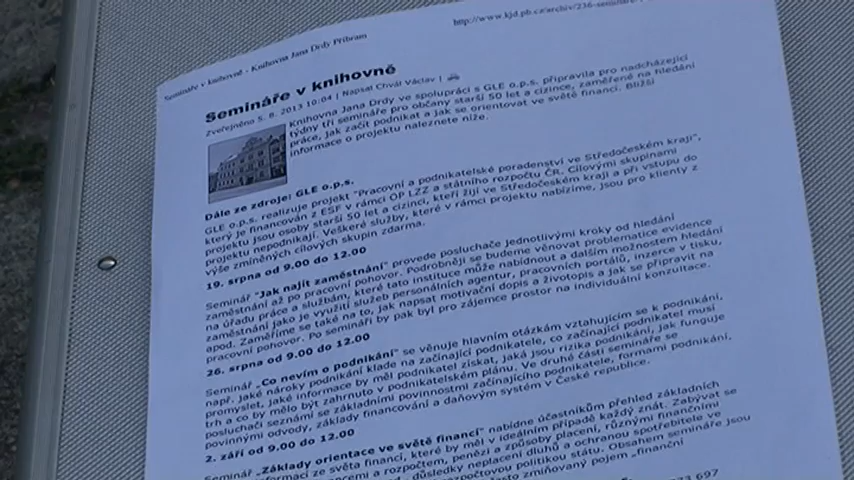 Semináře v knihovně - Knihovna Jana Drdy Příbram
http://www.kjd.pb.cz/archiv/236-seminare-
Semináře v knihovně
Zveřejněno 5. 8. 2013 10:04 | Napsal Chvál Václav |
Knihovna Jana Drdy ve spolupráci s GLE o.p.s. připravila pro nadcházející
týdny tři semináře pro občany starší 50 let a cizince, zaměřené na hledání
práce, jak začít podnikat a jak se orientovat ve světě financí. Bližší
informace o projektu naleznete níže.
Dále ze zdroje: GLE o.p.s.
GLE o.p.s. realizuje projekt "Pracovní a podnikatelské poradenství ve Středočeském kraji",
který je financován z ESF v rámci OP LZZ a státního rozpočtu ČR. Cílovými skupinami
projektu jsou osoby starší 50 let a cizinci, kteří žijí ve Středočeském kraji a při vstupu do
projektu nepodnikají. Veškeré služby, které v rámci projektu nabízíme, jsou pro klienty z
výše zmíněných cílových skupin zdarma.
19. srpna od 9.00 do 12.00
Seminář "Jak najít zaměstnání" provede posluchače jednotlivými kroky od hledání
zaměstnání až po pracovní pohovor. Podrobněji se budeme věnovat problematice evidence
na úřadu práce a službám, které tato instituce může nabídnout a dalším možnostem hledání
zaměstnání jako je využití služeb personálních agentur, pracovních portálů, inzerce v tisku,
apod. Zaměříme se také na to, jak napsat motivační dopis a životopis a jak se připravit na
pracovní pohovor. Po semináři by pak byl pro zájemce prostor na individuální konzultace.
26. srpna od 9.00 do 12.00
Seminář „Co nevím o podnikání" se věnuje hlavním otázkám vztahujícím se k podnikání,
např. jaké nároky podnikání klade na začínající podnikatele, co začínající podnikatel musí
promyslet, jaké informace by měl podnikatel získat, jaká jsou rizika podnikání, jak funguje
trh a co by mělo být zahrnuto v podnikatelském plánu. Ve druhé části semináře se
posluchači seznámí se základními povinnostmi začínajícího podnikatele, formami podnikání,
povinnými odvody, základy financování a daňovým systém v České republice.
2. září od 9.00 do 12.00
Seminář „Základy orientace ve světě financí" nabídne účastníkům přehled základních
informací ze světa financí, které by měl v ideálním případě každý znát. Zabývat se
financemi a rozpočtem, penězi a způsoby placení, různými finančními
důsledky neplacení dluhů a ochranou spotřebitele ve
rozpočtovou politikou státu. Obsahem semináře jsou
často zmiňovaný pojem „finanční
697